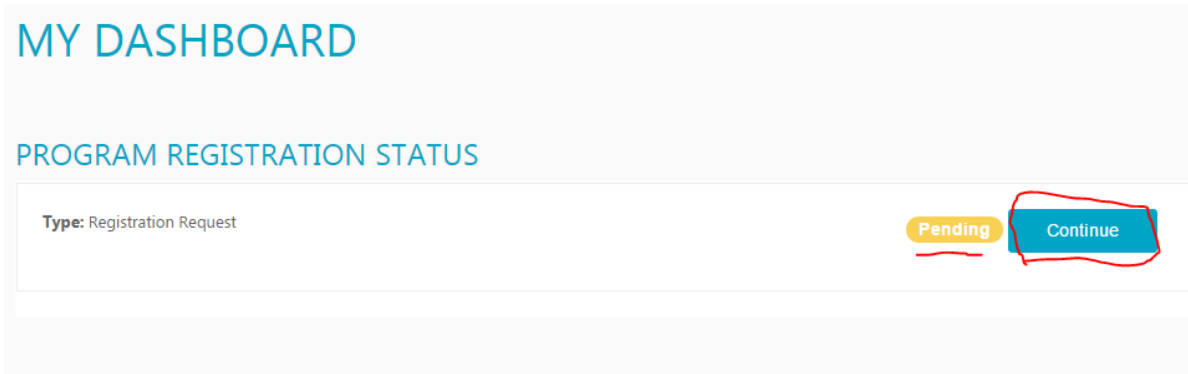 MY DASHBOARD
PROGRAM REGISTRATION STATUS
Type: Registration Request
Pending
Continue